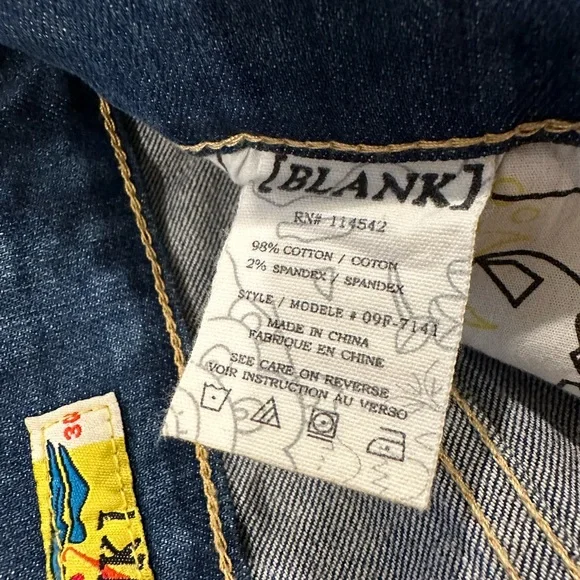 [BLANK]
RN# 114542
98% COTTON / COTON
2% SPANDEX / SPANDEX
STYLE / MODELE # 09F-7141
MADE IN CHINA
FABRIQUE EN CHINE
SEE CARE ON REVERSE
VOIR INSTRUCTION AU VERSO
30
K]